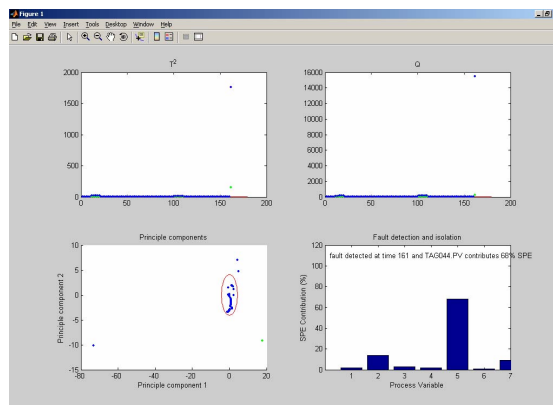 Figure 1
File Edit View Insert Tools Desktop Window Help
T2
2000
1500
1000
500
0
0 50 100 150 200
Q
16000
14000
12000
10000
8000
6000
4000
2000
0
0 50 100 150 200
Principle components
10
5
0
-5
-10
-15
-80 -60 -40 -20 0 20
Principle component 2
Principle component 1
Fault detection and isolation
fault detected at time 161 and TAG044.PV contributes 68% SPE
120
100
80
60
40
20
0
1 2 3 4 5 6 7
SPE Contribution (%)
Process Variable